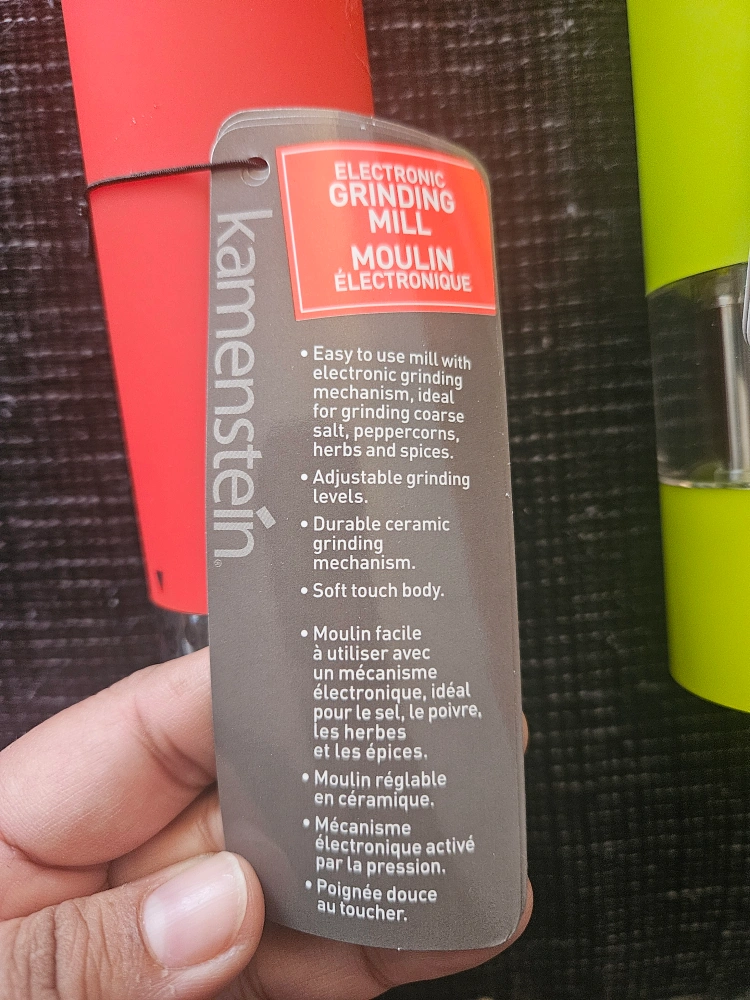 kamenstein®
ELECTRONIC
GRINDING
MILL
MOULIN
ÉLECTRONIQUE
• Easy to use mill with
electronic grinding
mechanism, ideal
for grinding coarse
salt, peppercorns,
herbs and spices.
• Adjustable grinding
levels.
• Durable ceramic
grinding
mechanism.
• Soft touch body.
• Moulin facile
à utiliser avec
un mécanisme
électronique, idéal
pour le sel, le poivre,
les herbes
et les épices.
• Moulin réglable
en céramique.
• Mécanisme
électronique activé
par la pression.
• Poignée douce
au toucher.